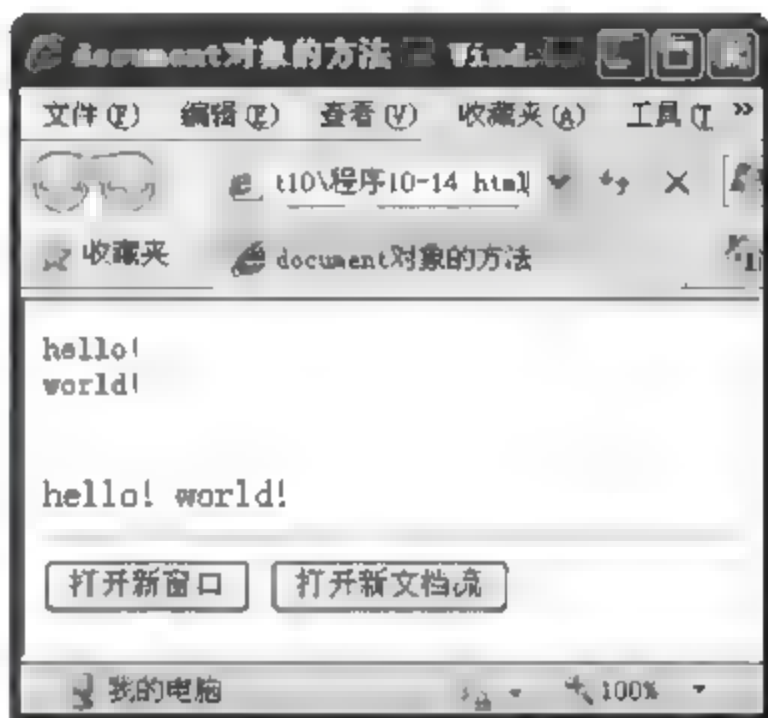 document对象的方法 - Wind
文件(F) 编辑(E) 查看(V) 收藏夹(A) 工具(T »
t10\程序10-14 html
收藏夹 document对象的方法
hello!
world!
hello! world!
打开新窗口 打开新文档流
我的电脑 100%